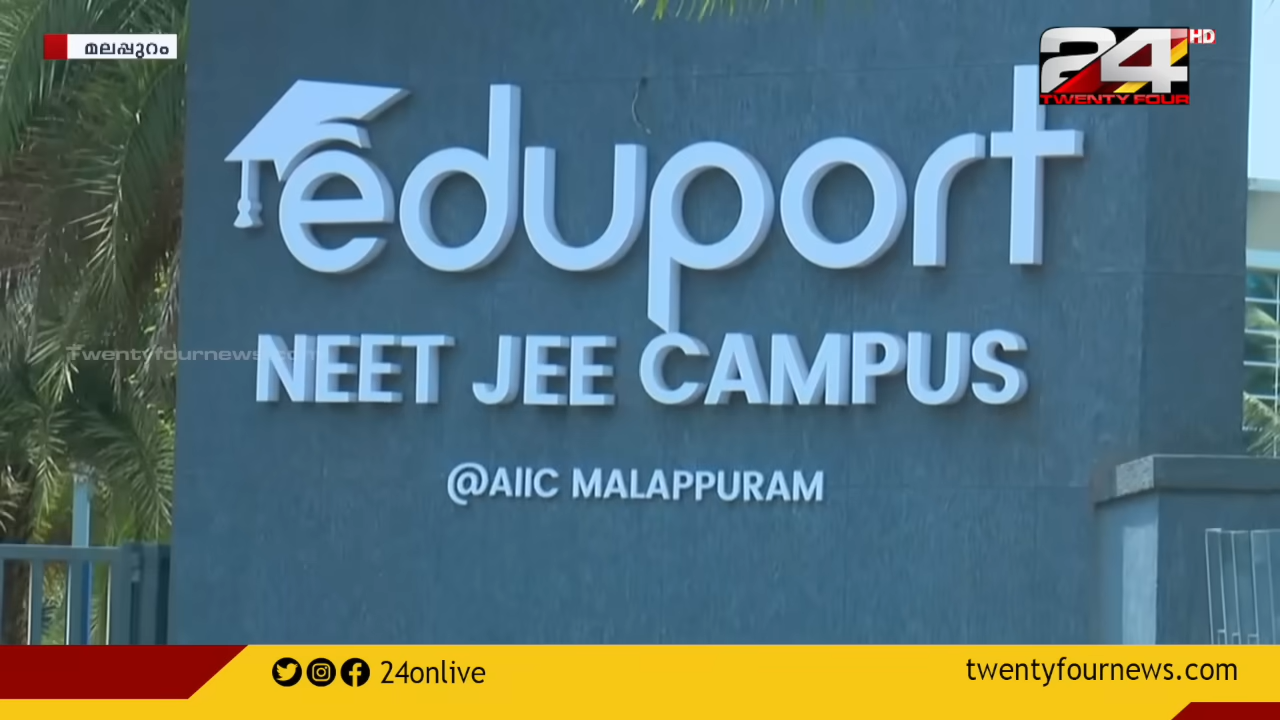 മലപ്പുറം
24 HD
TWENTY FOUR
eduport
NEET JEE CAMPUS
Twentyfournews.com
@AIIC MALAPPURAM
24onlive
twentyfournews.com